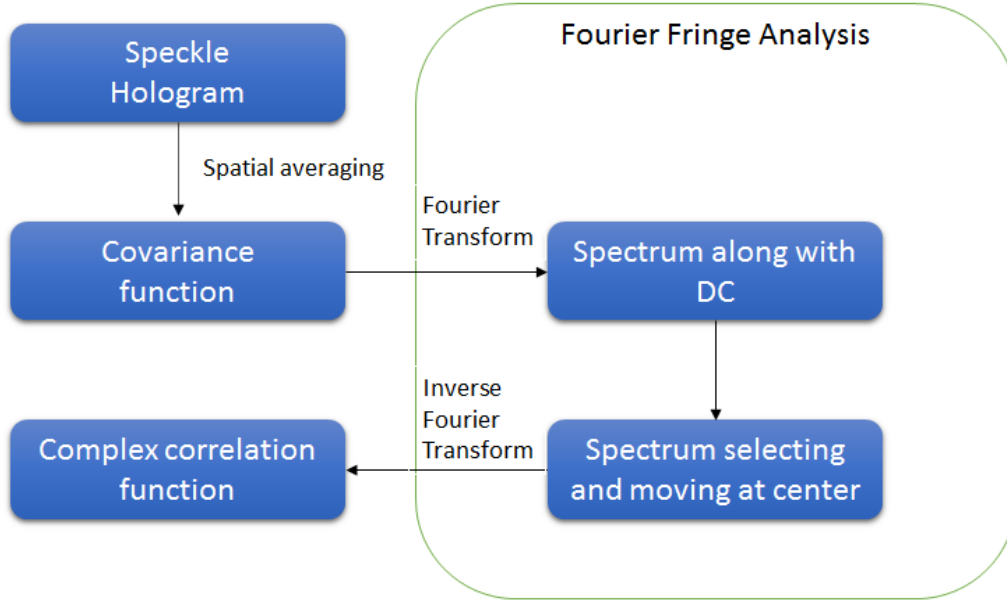 Fourier Fringe Analysis
Speckle
Hologram
Spatial averaging
Covariance
function
Fourier
Transform
Spectrum along with
DC
Spectrum selecting
and moving at center
Inverse
Fourier
Transform
Complex correlation
function